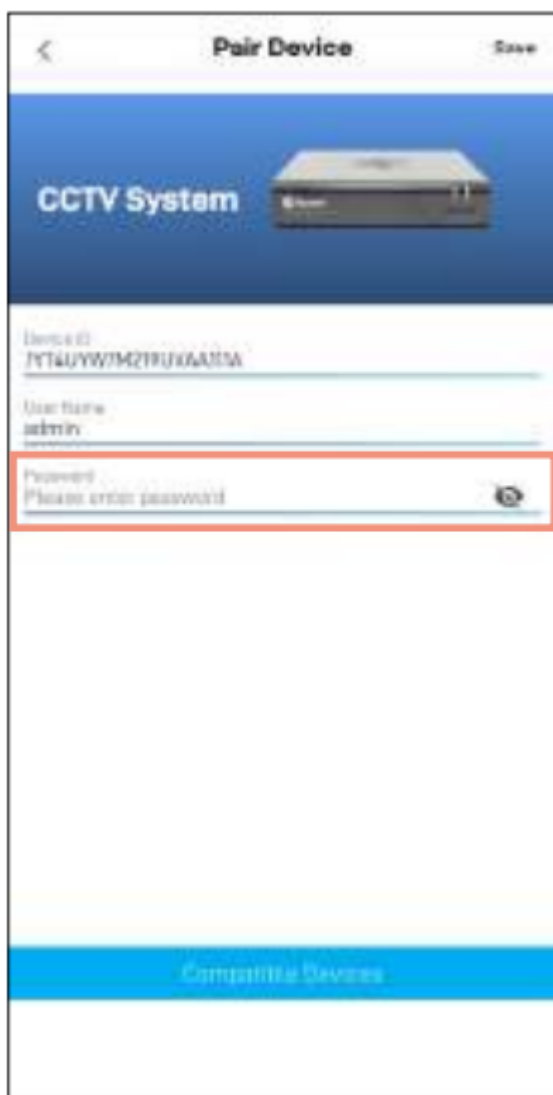 Pair Device
Save
CCTV System
Device ID
User Name
admin
Password
Please enter password
Compatible Devices